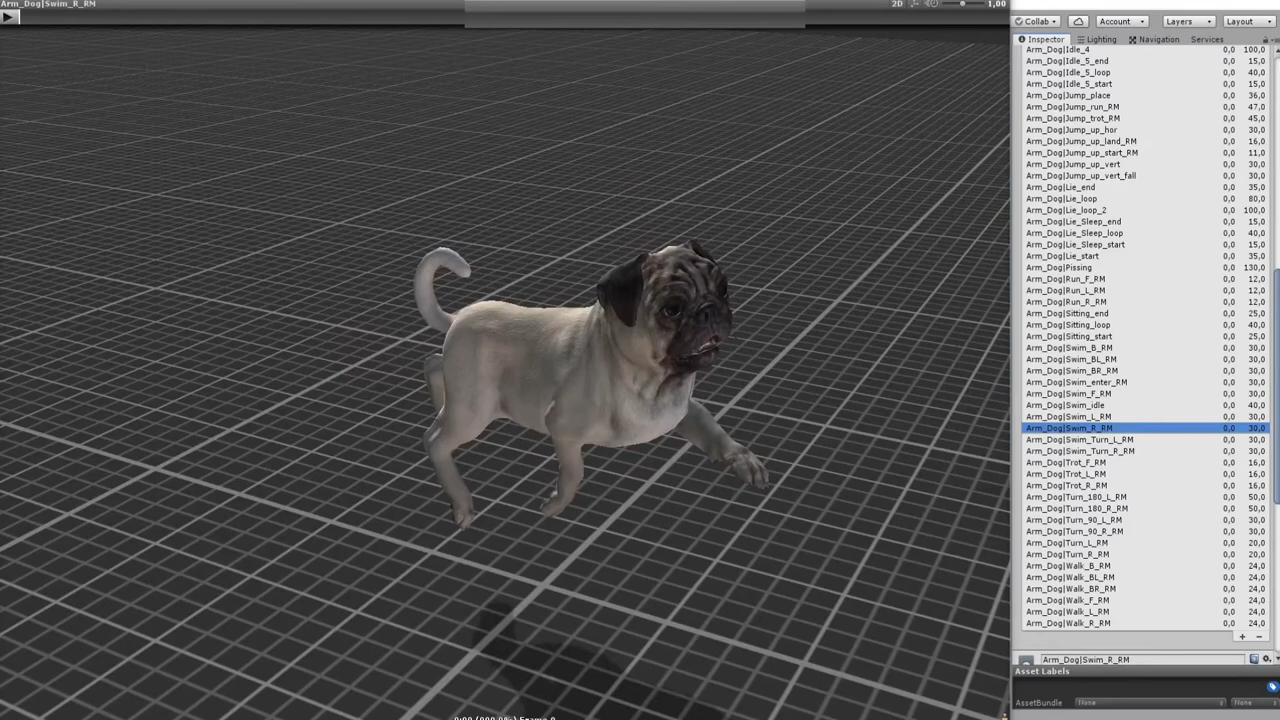 Arm_Dog|Swim_R_RM
2D 1,00
Collab Account Layers Layout
Inspector Lighting Navigation Services
Arm_Dog|Idle_4 0,0 100,0
Arm_Dog|Idle_5_end 0,0 15,0
Arm_Dog|Idle_5_loop 0,0 40,0
Arm_Dog|Idle_5_start 0,0 15,0
Arm_Dog|Jump_place 0,0 36,0
Arm_Dog|Jump_run_RM 0,0 47,0
Arm_Dog|Jump_trot_RM 0,0 45,0
Arm_Dog|Jump_up_hor 0,0 30,0
Arm_Dog|Jump_up_land_RM 0,0 16,0
Arm_Dog|Jump_up_start_RM 0,0 11,0
Arm_Dog|Jump_up_vert 0,0 30,0
Arm_Dog|Jump_up_vert_fall 0,0 30,0
Arm_Dog|Lie_end 0,0 35,0
Arm_Dog|Lie_loop 0,0 80,0
Arm_Dog|Lie_loop_2 0,0 100,0
Arm_Dog|Lie_Sleep_end 0,0 15,0
Arm_Dog|Lie_Sleep_loop 0,0 40,0
Arm_Dog|Lie_Sleep_start 0,0 15,0
Arm_Dog|Lie_start 0,0 35,0
Arm_Dog|Pissing 0,0 130,0
Arm_Dog|Run_F_RM 0,0 12,0
Arm_Dog|Run_L_RM 0,0 12,0
Arm_Dog|Run_R_RM 0,0 12,0
Arm_Dog|Sitting_end 0,0 25,0
Arm_Dog|Sitting_loop 0,0 40,0
Arm_Dog|Sitting_start 0,0 25,0
Arm_Dog|Swim_B_RM 0,0 30,0
Arm_Dog|Swim_BL_RM 0,0 30,0
Arm_Dog|Swim_BR_RM 0,0 30,0
Arm_Dog|Swim_enter_RM 0,0 30,0
Arm_Dog|Swim_F_RM 0,0 30,0
Arm_Dog|Swim_idle 0,0 40,0
Arm_Dog|Swim_L_RM 0,0 30,0
Arm_Dog|Swim_R_RM 0,0 30,0
Arm_Dog|Swim_Turn_L_RM 0,0 30,0
Arm_Dog|Swim_Turn_R_RM 0,0 30,0
Arm_Dog|Trot_F_RM 0,0 16,0
Arm_Dog|Trot_L_RM 0,0 16,0
Arm_Dog|Trot_R_RM 0,0 16,0
Arm_Dog|Turn_180_L_RM 0,0 50,0
Arm_Dog|Turn_180_R_RM 0,0 50,0
Arm_Dog|Turn_90_L_RM 0,0 30,0
Arm_Dog|Turn_90_R_RM 0,0 30,0
Arm_Dog|Turn_L_RM 0,0 20,0
Arm_Dog|Turn_R_RM 0,0 20,0
Arm_Dog|Walk_B_RM 0,0 24,0
Arm_Dog|Walk_BL_RM 0,0 24,0
Arm_Dog|Walk_BR_RM 0,0 24,0
Arm_Dog|Walk_F_RM 0,0 24,0
Arm_Dog|Walk_L_RM 0,0 24,0
Arm_Dog|Walk_R_RM 0,0 24,0
Arm_Dog|Swim_R_RM
Asset Labels
AssetBundle None None
0:00 (000,0%) Frame 0